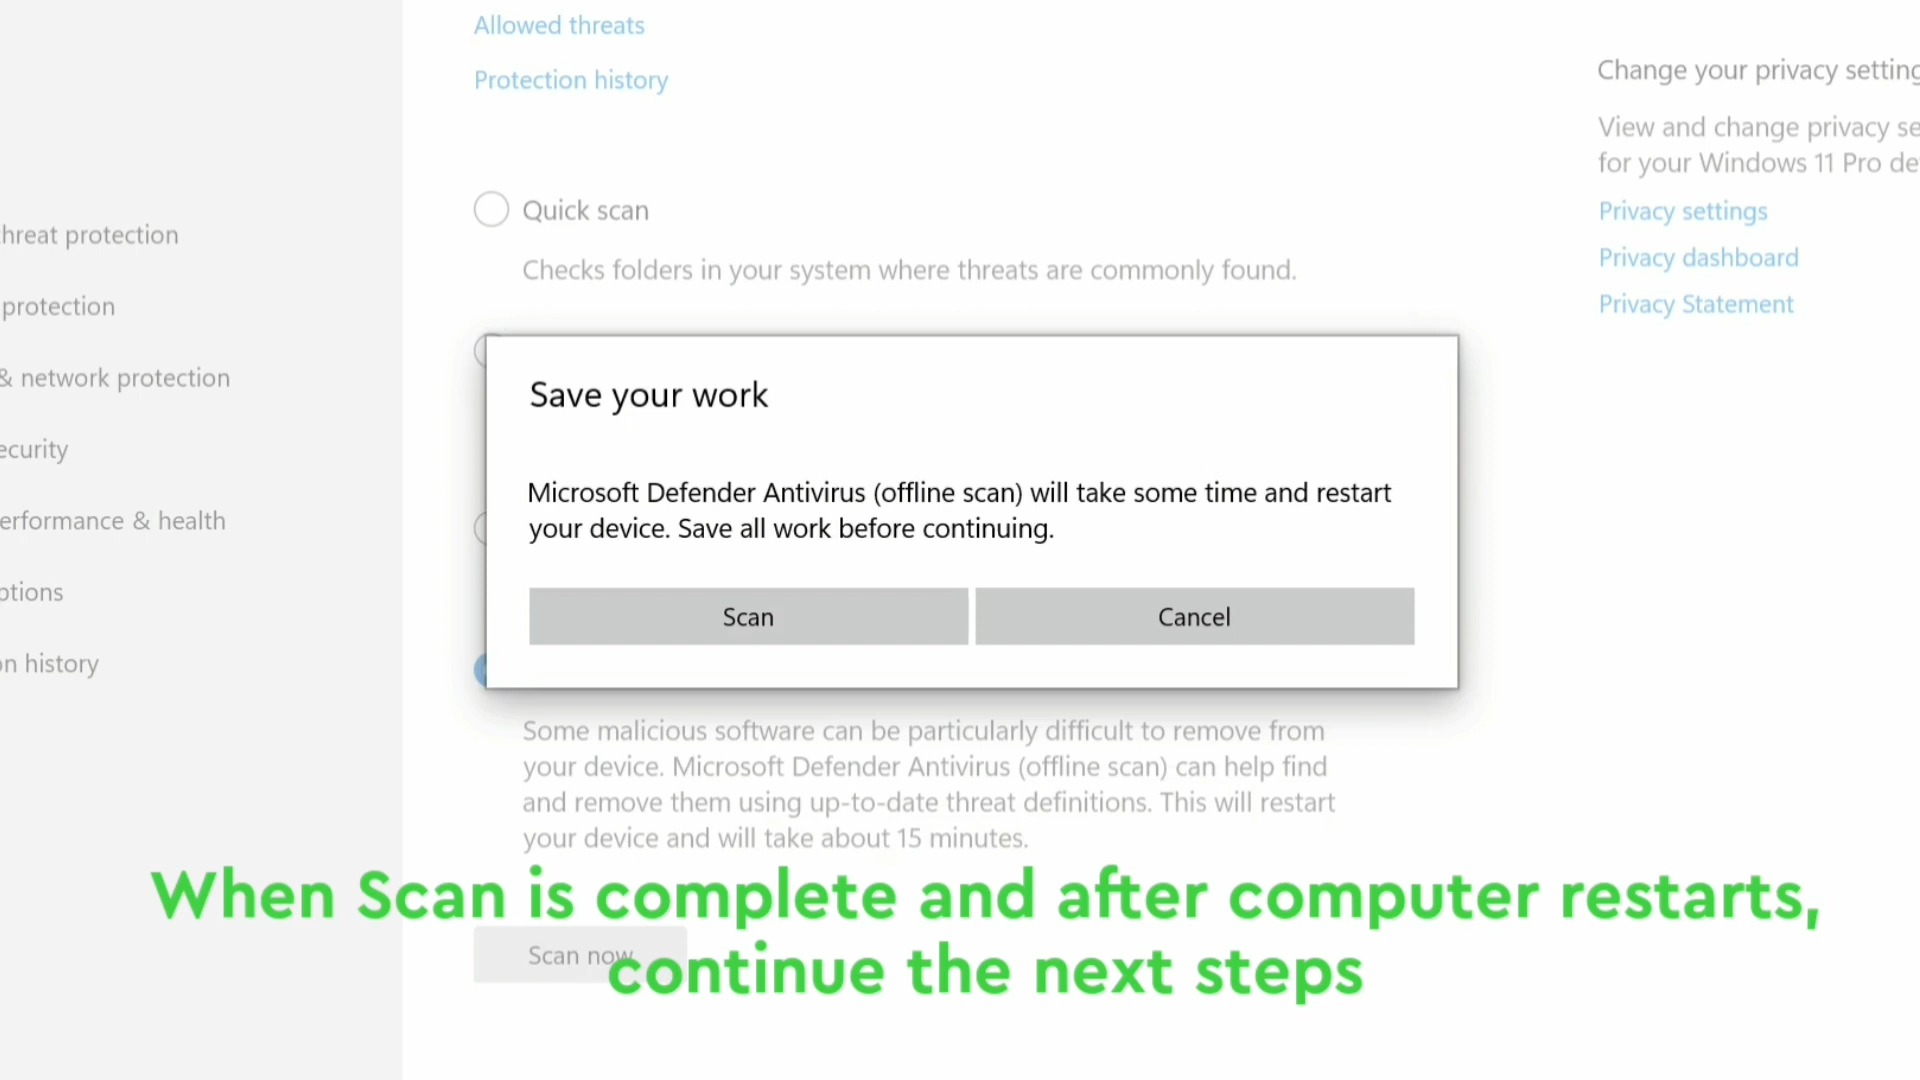 Allowed threats
Protection history
Change your privacy setting
View and change privacy se
for your Windows 11 Pro de
Privacy settings
Privacy dashboard
Privacy Statement
hreat protection
protection
& network protection
ecurity
erformance & health
ptions
on history
Quick scan
Checks folders in your system where threats are commonly found.
Save your work
Microsoft Defender Antivirus (offline scan) will take some time and restart
your device. Save all work before continuing.
Scan
Cancel
Some malicious software can be particularly difficult to remove from
your device. Microsoft Defender Antivirus (offline scan) can help find
and remove them using up-to-date threat definitions. This will restart
your device and will take about 15 minutes.
Scan now
When Scan is complete and after computer restarts,
continue the next steps